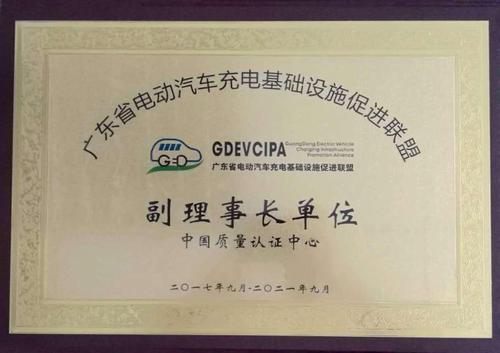 广东省电动汽车充电基础设施促进联盟
GD
GDEVCIPA
GuangDong Electric Vehicle
Charging Infrastructure
Promotion Alliance
广东省电动汽车充电基础设施促进联盟
副理事长单位
中国质量认证中心
二〇一七年九月-二〇二一年九月